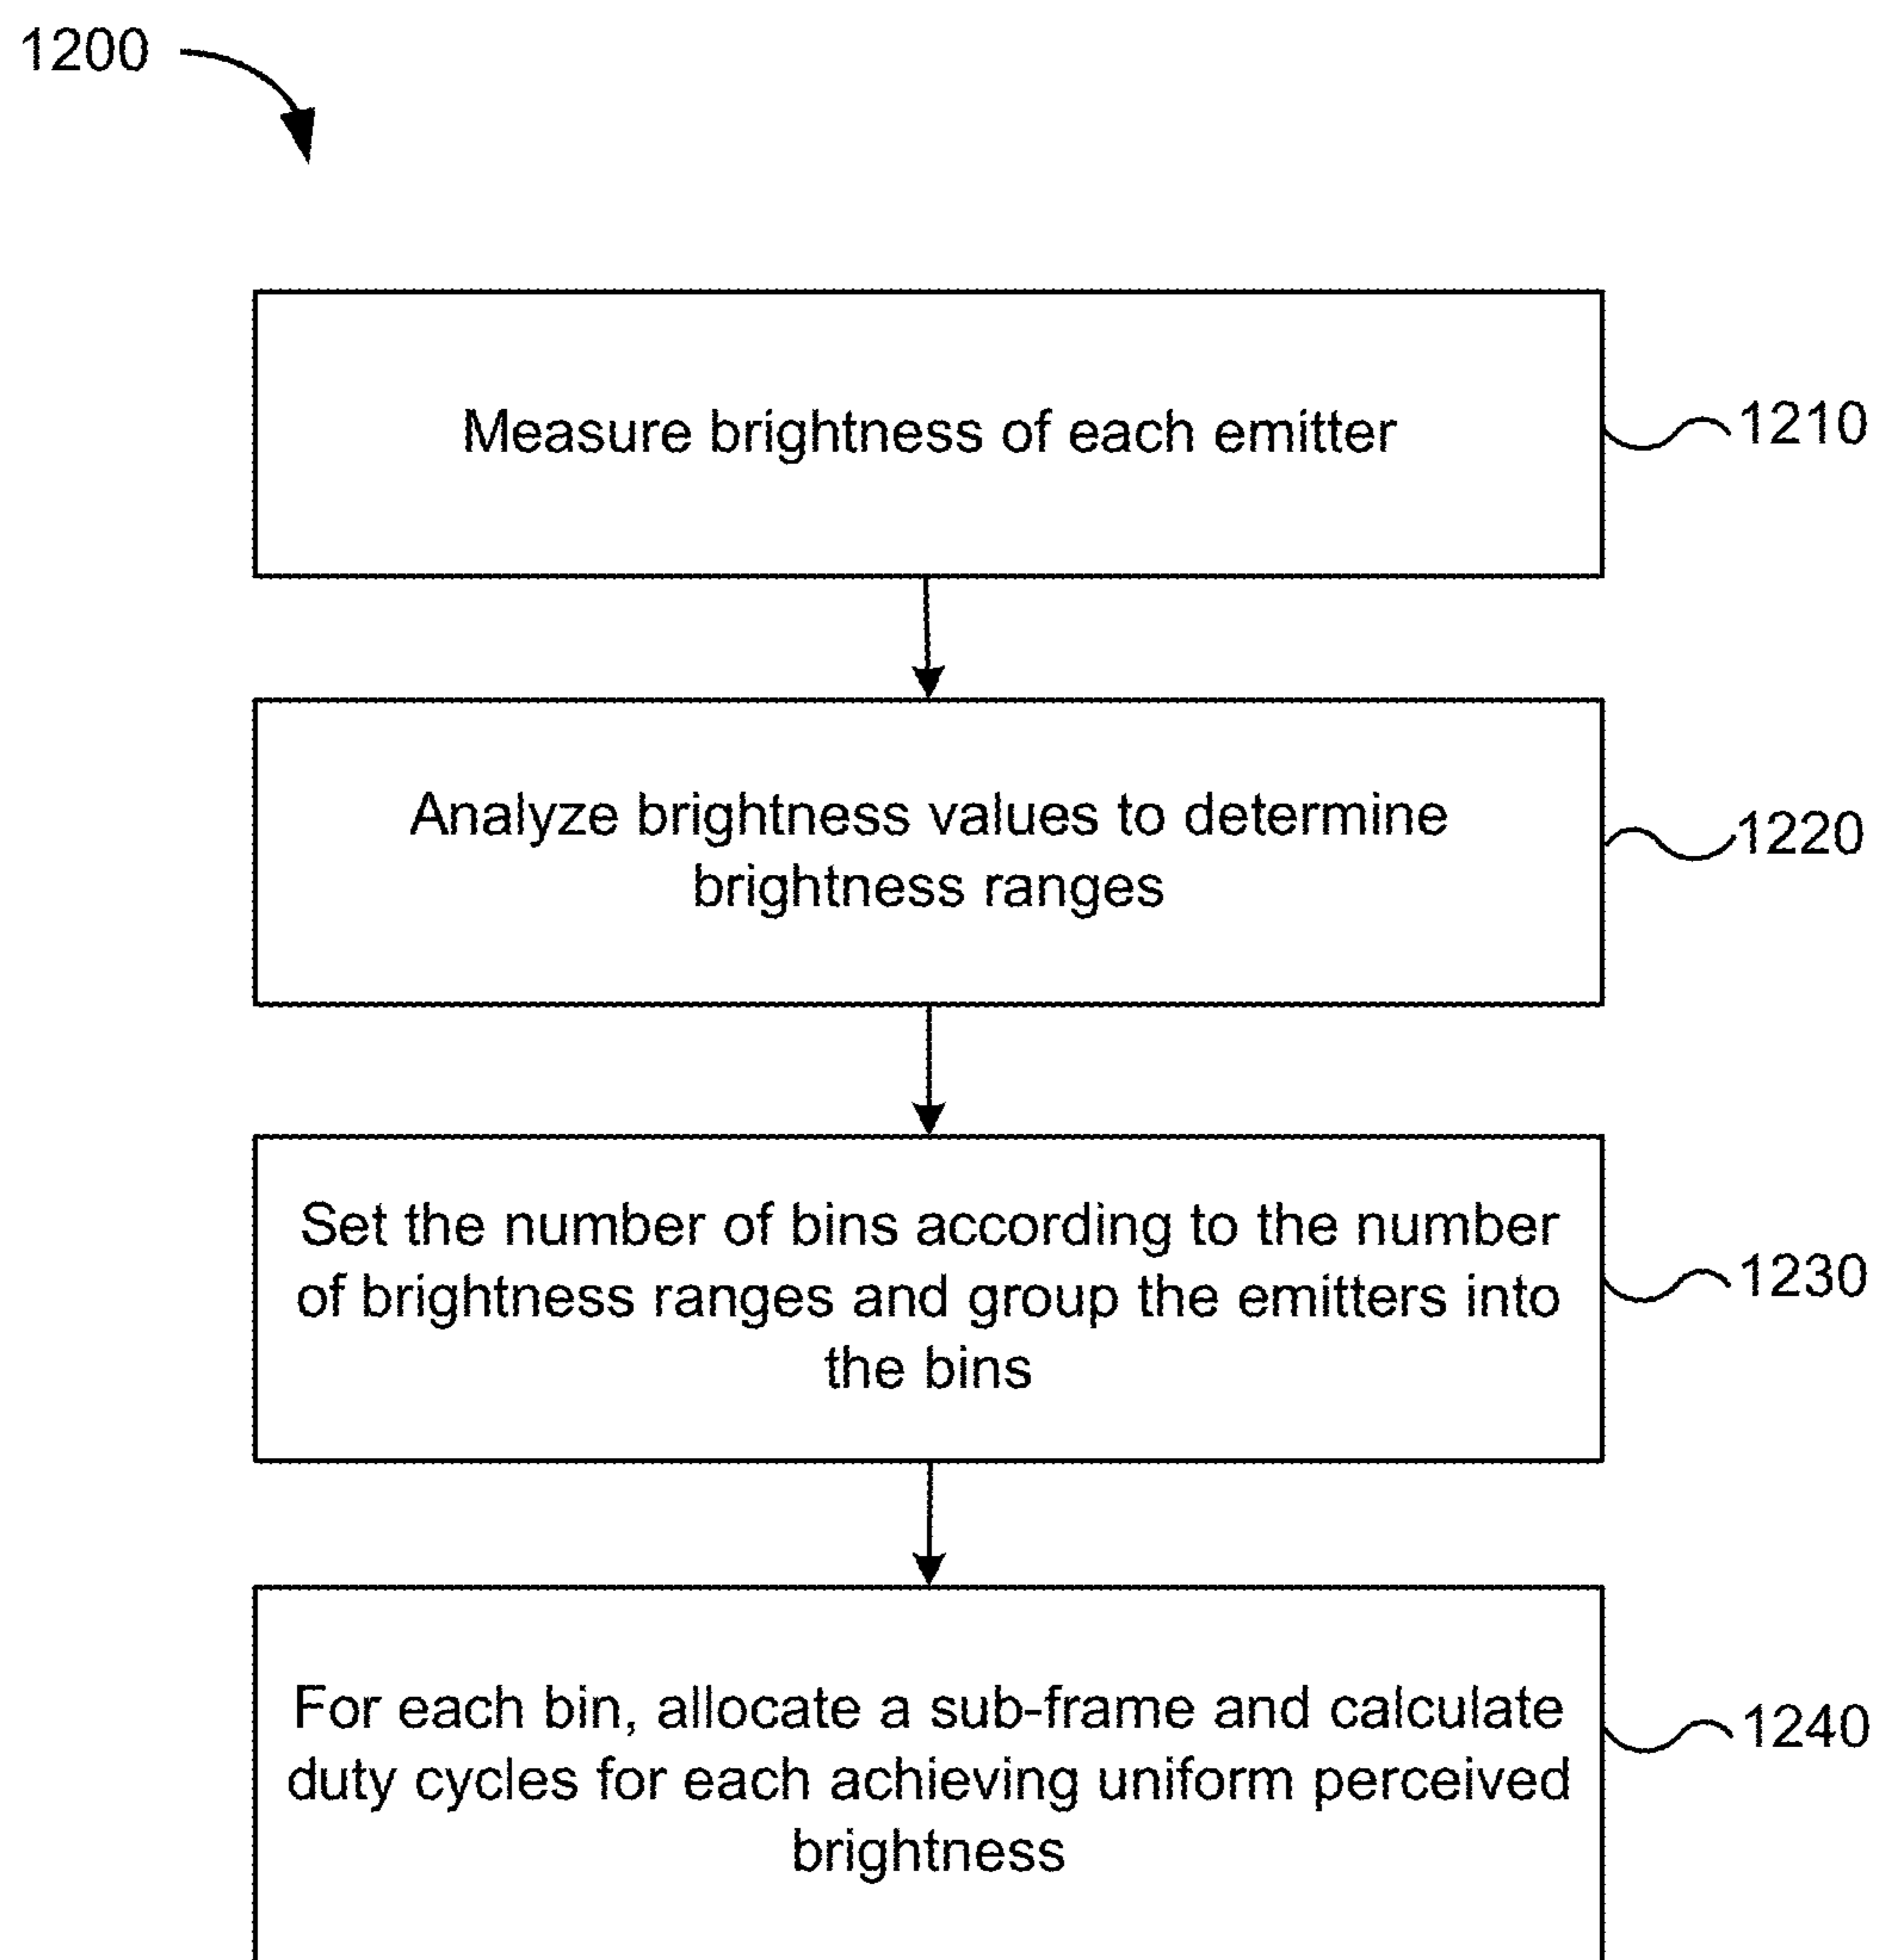 1200
Measure brightness of each emitter
1210
Analyze brightness values to determine
brightness ranges
1220
Set the number of bins according to the number
of brightness ranges and group the emitters into
the bins
1230
For each bin, allocate a sub-frame and calculate
duty cycles for each achieving uniform perceived
brightness
1240